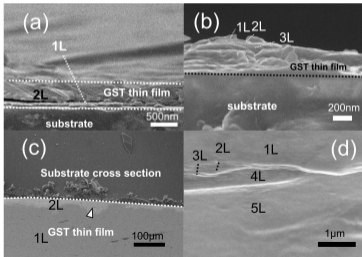 (a)
1L
GST thin film
2L
substrate
500nm
(b)
1L
2L
3L
GST thin film
substrate
200nm
(c)
Substrate cross section
2L
GST thin film
1L
100μm
(d)
1L
2L
3L
4L
5L
1μm